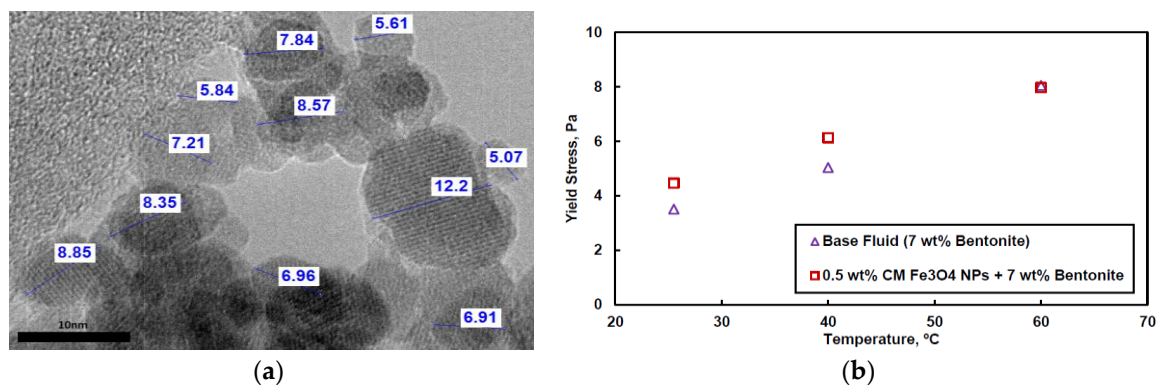 7.84
5.61
5.84
8.57
7.21
5.07
12.2
8.35
8.85
6.96
6.91
10nm
(a)
Yield Stress, Pa
10
8
6
4
2
0
Base Fluid (7 wt% Bentonite)
0.5 wt% CM Fe3O4 NPs + 7 wt% Bentonite
20 30 40 50 60 70
Temperature, ºC
(b)